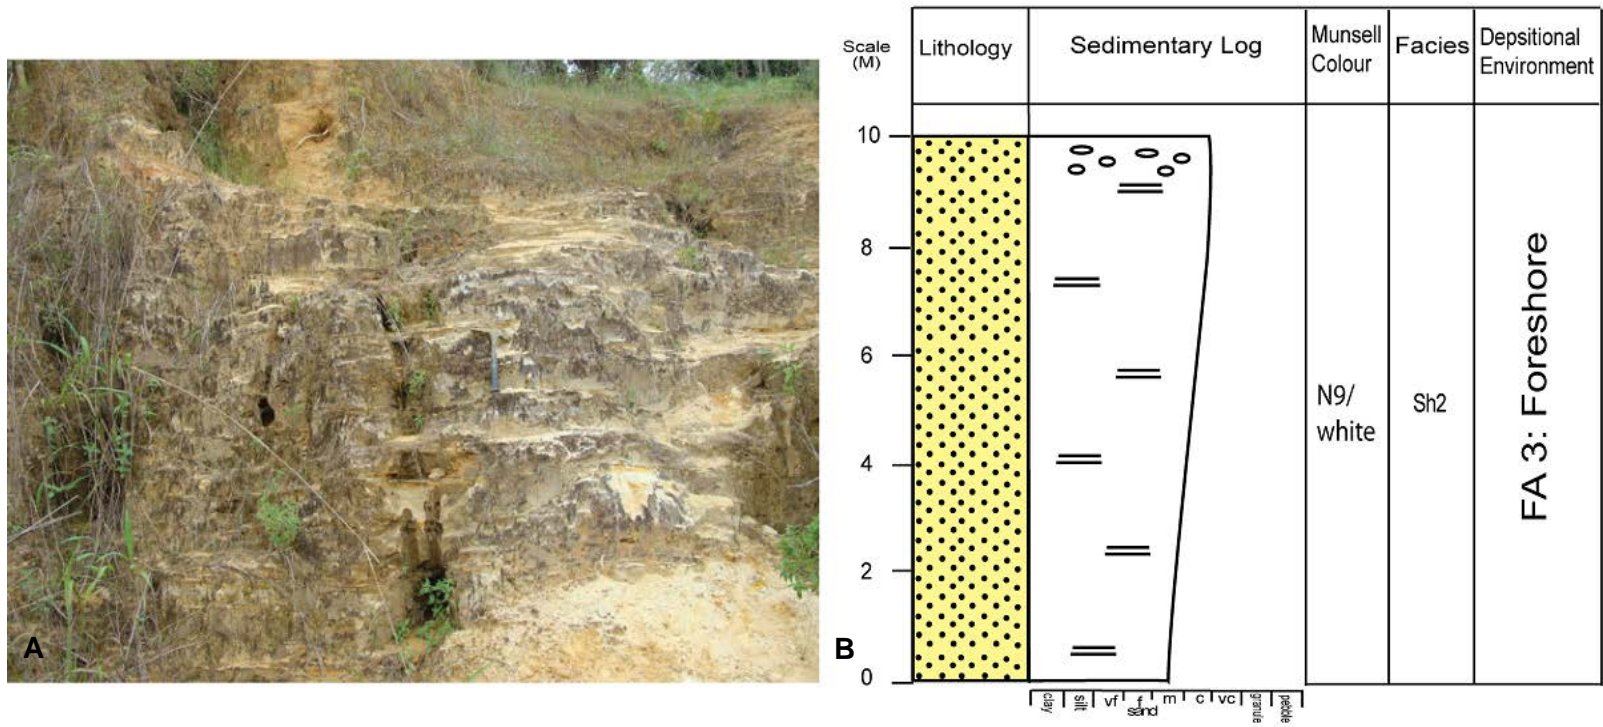 A
B
Scale
(M)
Lithology
Sedimentary Log
Munsell
Colour
Facies
Depsitional
Environment
10
8
6
4
2
0
N9/
white
Sh2
FA 3: Foreshore
clay
silt
vf
f
m
c
vc
granule
pebble
sand